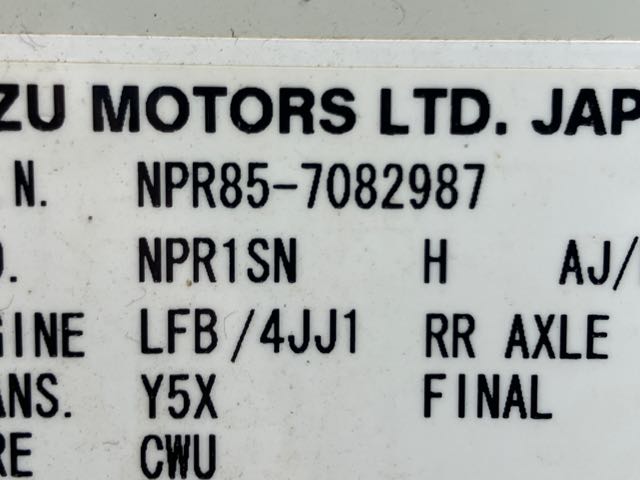 ZU MOTORS LTD. JAP
N. NPR85-7082987
. NPR1SN H AJ/
GINE LFB/4JJ1 RR AXLE
ANS. Y5X FINAL
RE CWU